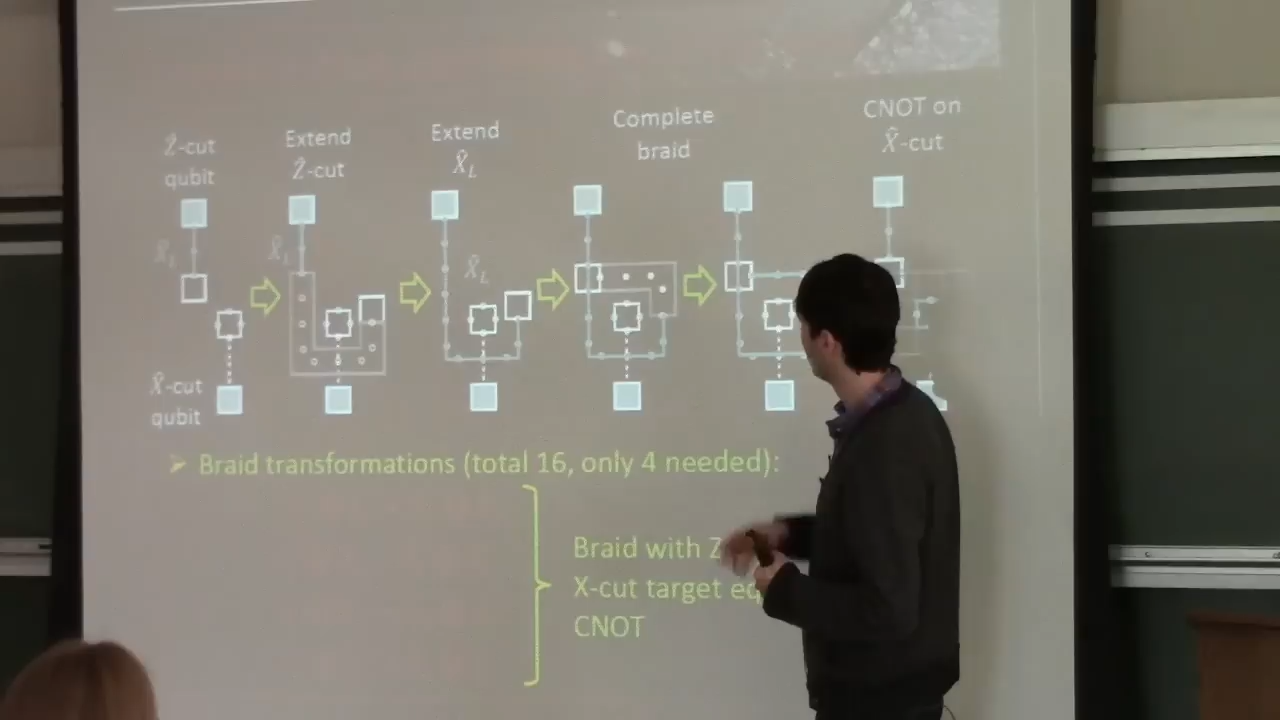 Ẑ-cut
qubit
Extend
Ẑ-cut
Extend
X̂L
Complete
braid
CNOT on
X̂-cut
X̂L
X̂L
X̂L
X̂-cut
qubit
➢ Braid transformations (total 16, only 4 needed):
Braid with
X-cut target
CNOT